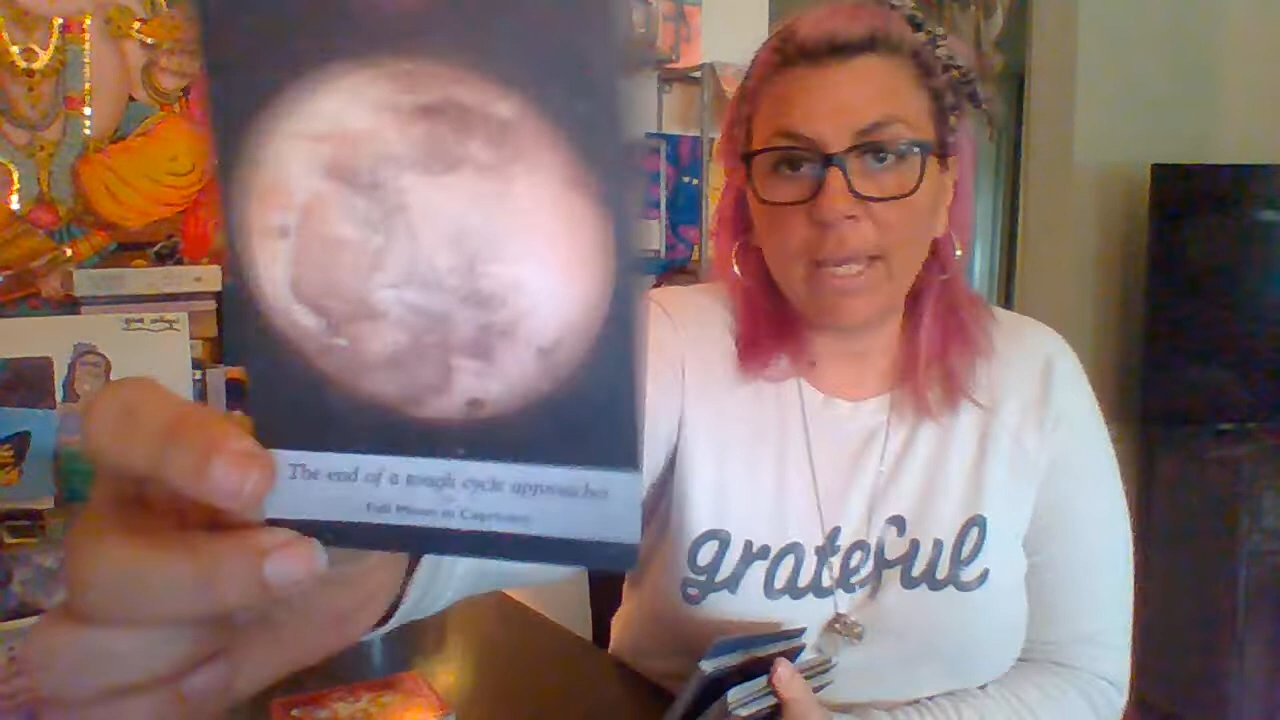 The end of a tough cycle approaches
Full Moon in Capricorn
grateful